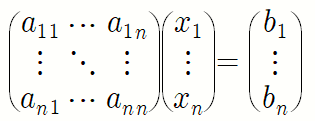 a₁₁ ⋯ a₁ₙ x₁ b₁
⋮ ⋱ ⋮ ⋮ = ⋮
aₙ₁ ⋯ aₙₙ xₙ bₙ